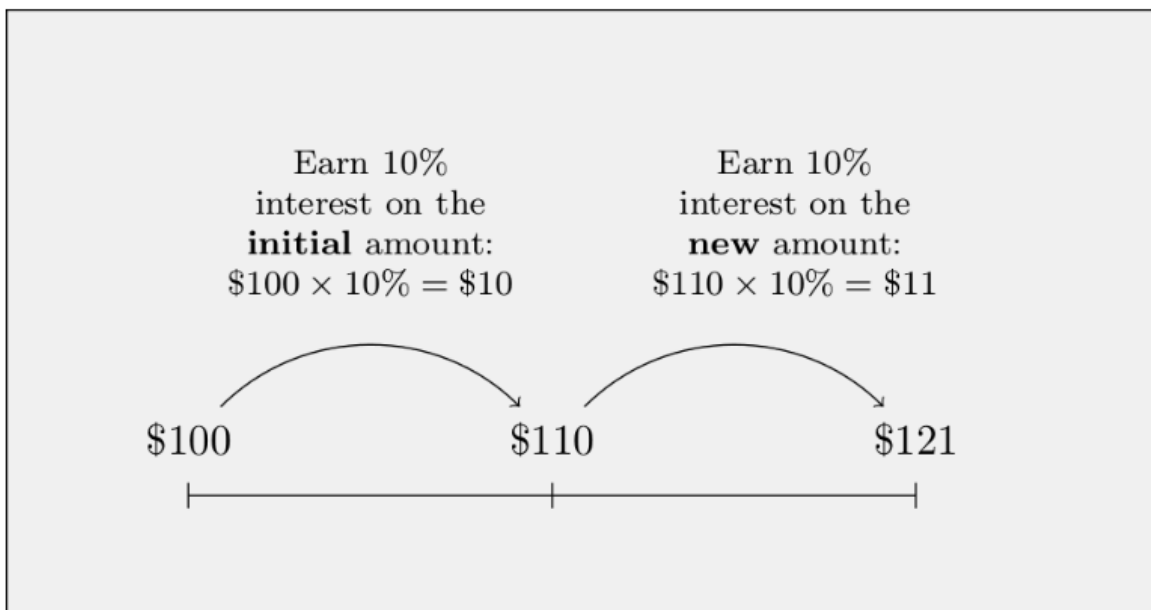 Earn 10%
interest on the
initial amount:
$100 × 10% = $10
Earn 10%
interest on the
new amount:
$110 × 10% = $11
$100 $110 $121